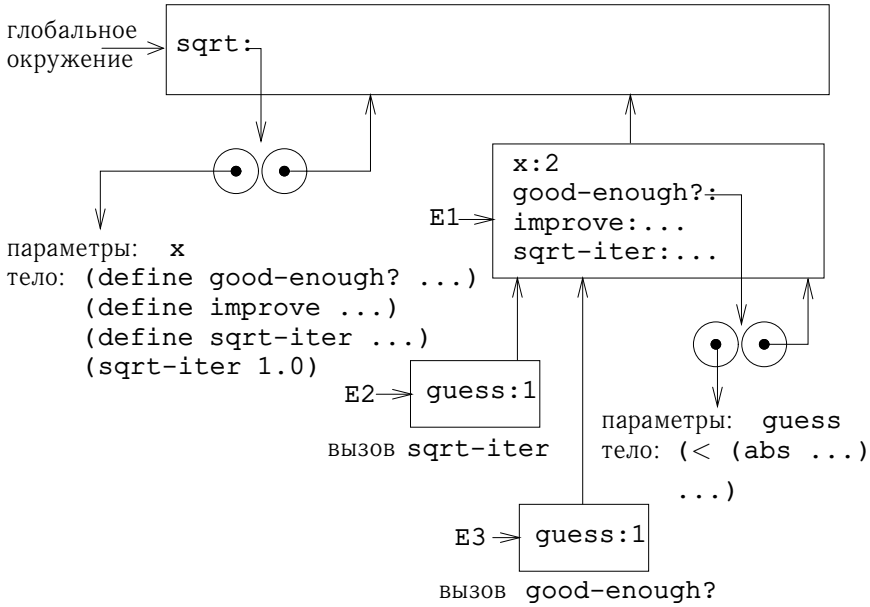 глобальное
окружение
sqrt:
x:2
good-enough?:
E1
improve:...
sqrt-iter:...
параметры: x
тело: (define good-enough? ...)
(define improve ...)
(define sqrt-iter ...)
(sqrt-iter 1.0)
E2
guess:1
вызов sqrt-iter
параметры: guess
тело: (< (abs ...)
...)
E3
guess:1
вызов good-enough?